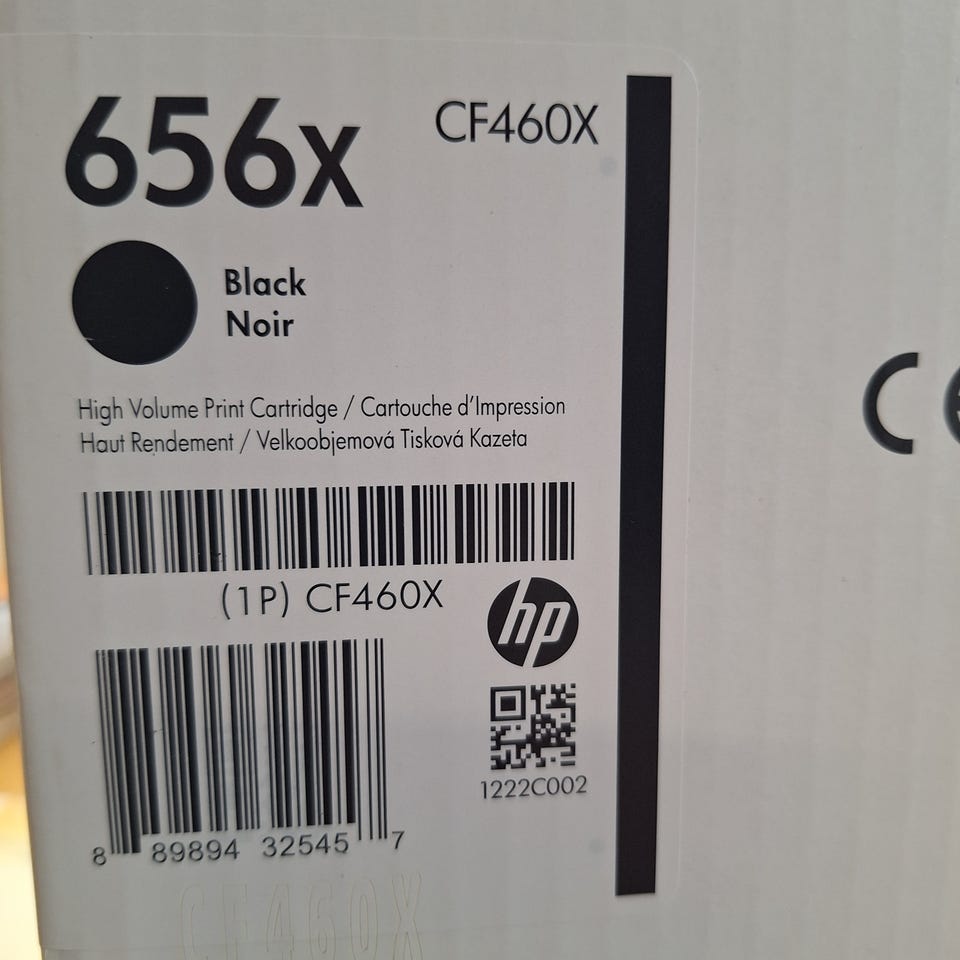 656X
CF460X
Black
Noir
High Volume Print Cartridge / Cartouche d'Impression
Haut Rendement / Velkoobjemová Tisková Kazeta
(1P) CF460X
hp
1222C002
8 89894 32545 7
CF460X
CE